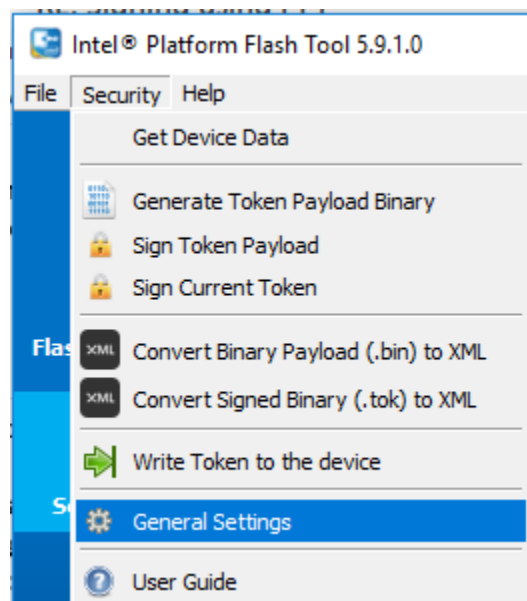 Intel® Platform Flash Tool 5.9.1.0
File Security Help
Get Device Data
Generate Token Payload Binary
Sign Token Payload
Sign Current Token
Flas
XML Convert Binary Payload (.bin) to XML
XML Convert Signed Binary (.tok) to XML
Write Token to the device
S
General Settings
User Guide